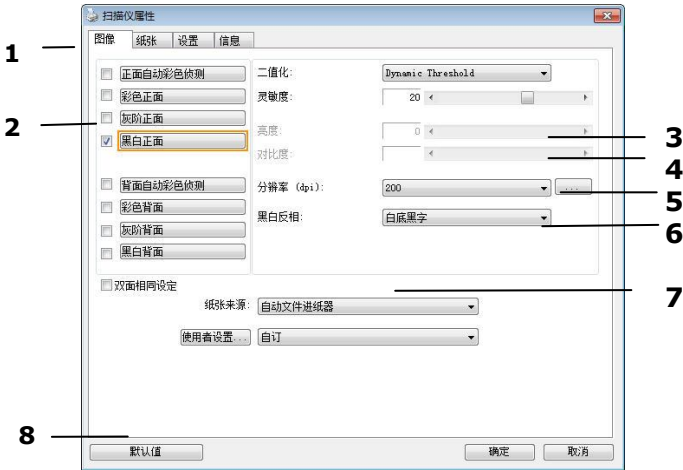 扫描仪属性
图像 纸张 设置 信息
1
正面自动彩色侦测
彩色正面
灰阶正面
黑白正面
背面自动彩色侦测
彩色背面
灰阶背面
黑白背面
2
二值化: Dynamic Threshold
灵敏度: 20
亮度: 0
3
对比度:
4
分辨率 (dpi): 200 ...
5
黑白反相: 白底黑字
6
双面相同设定
7
纸张来源: 自动文件进纸器
使用者设置... 自订
8
默认值 确定 取消